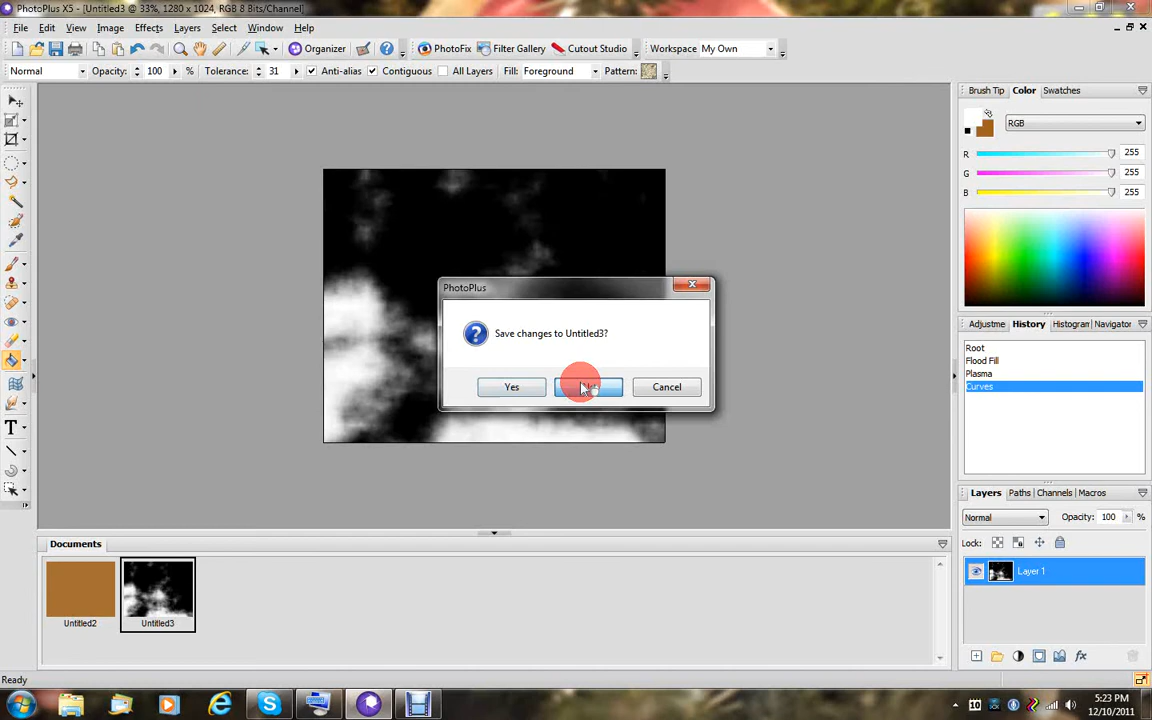 PhotoPlus X5 - [Untitled3 @ 33%, 1280 x 1024, RGB 8 Bits/Channel]
File Edit View Image Effects Layers Select Window Help
Organizer PhotoFix Filter Gallery Cutout Studio Workspace My Own
Normal Opacity: 100 % Tolerance: 31 Anti-alias Contiguous All Layers Fill: Foreground Pattern:
Brush Tip Color Swatches
RGB
R 255
G 255
B 255
PhotoPlus
Save changes to Untitled3?
Yes Cancel
Adjustme History Histogram Navigator
Root
Flood Fill
Plasma
Curves
T
Layers Paths Channels Macros
Normal Opacity: 100 %
Lock:
Layer 1
fx
Documents
Untitled2 Untitled3
Ready
10 5:23 PM
12/10/2011